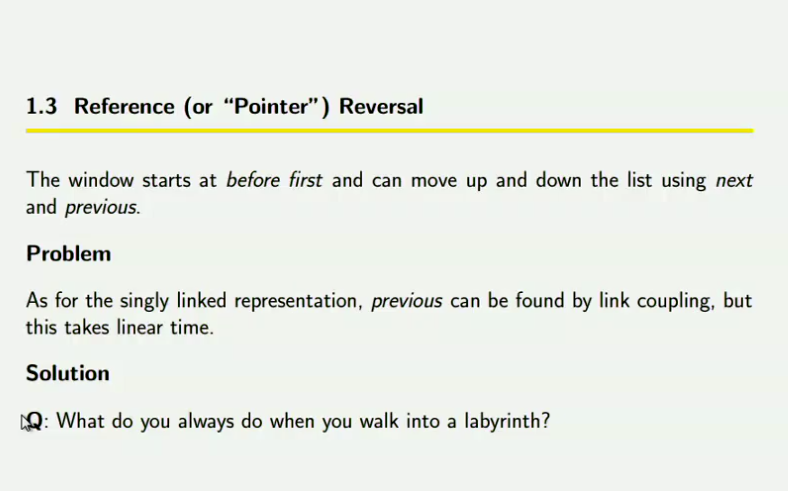 1.3 Reference (or “Pointer”) Reversal
The window starts at before first and can move up and down the list using next
and previous.
Problem
As for the singly linked representation, previous can be found by link coupling, but
this takes linear time.
Solution
Q: What do you always do when you walk into a labyrinth?